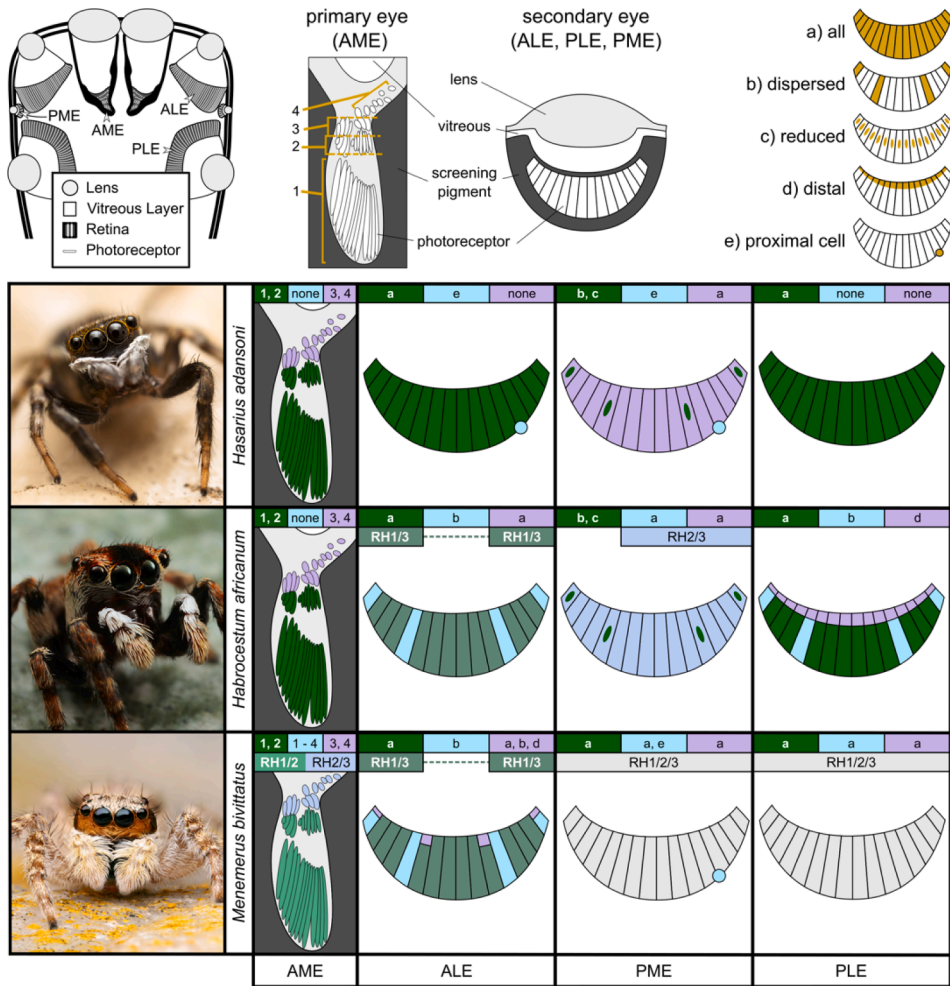 PME
ALE
AME
PLE
Lens
Vitreous Layer
Retina
Photoreceptor
primary eye
(AME)
4
3
2
1
secondary eye
(ALE, PLE, PME)
lens
vitreous
screening
pigment
photoreceptor
a) all
b) dispersed
c) reduced
d) distal
e) proximal cell
Hasarius adansoni
1, 2 none 3, 4
a e none
b, c e a
a none none
Habrocestum africanum
1, 2 none 3, 4
a b a
RH1/3 RH1/3
b, c a a
RH2/3
a b d
Menemerus bivittatus
1, 2 1 - 4 3, 4
RH1/2 RH2/3
a b a, b, d
RH1/3 RH1/3
a a, e a
RH1/2/3
a a a
RH1/2/3
AME ALE PME PLE